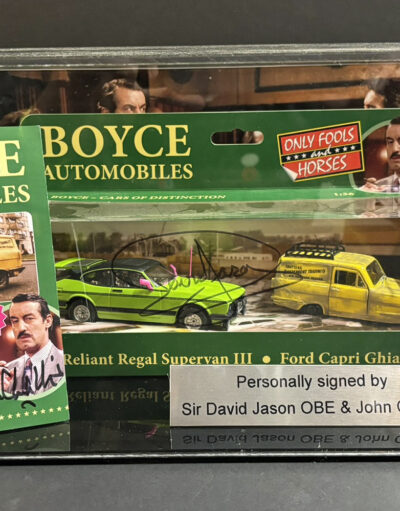 BOYCE
AUTOMOBILES
ONLY FOOLS
and
HORSES
BOYCE – CARS OF DISTINCTION
1:36
Reliant Regal Supervan III • Ford Capri Ghia
Personally signed by
Sir David Jason OBE & John